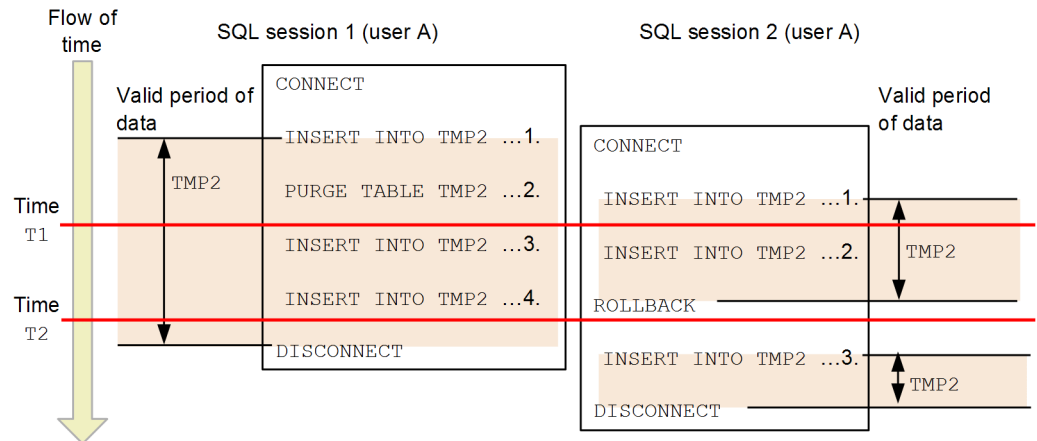 Flow of
time
SQL session 1 (user A)
SQL session 2 (user A)
Valid period of
data
TMP2
CONNECT
INSERT INTO TMP2 ...1.
PURGE TABLE TMP2 ...2.
INSERT INTO TMP2 ...3.
INSERT INTO TMP2 ...4.
DISCONNECT
Time
T1
Time
T2
CONNECT
INSERT INTO TMP2 ...1.
INSERT INTO TMP2 ...2.
ROLLBACK
INSERT INTO TMP2 ...3.
DISCONNECT
Valid period
of data
TMP2
TMP2